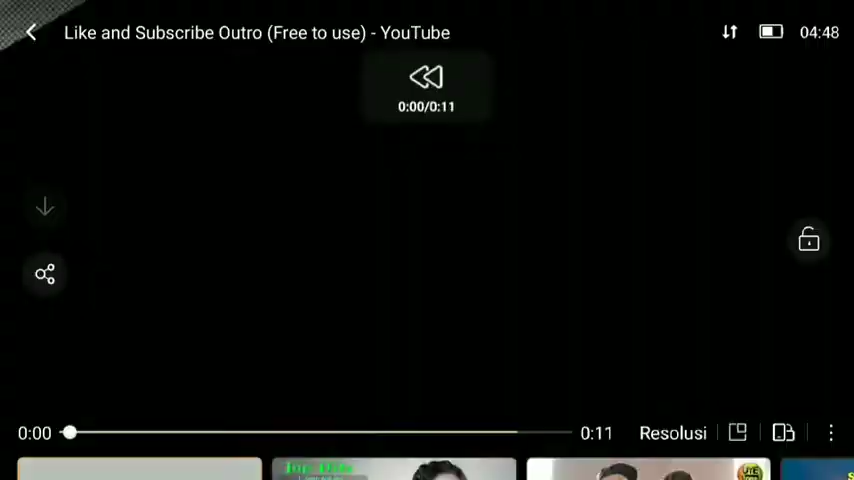 Like and Subscribe Outro (Free to use) - YouTube
04:48
0:00/0:11
0:00
0:11
Resolusi